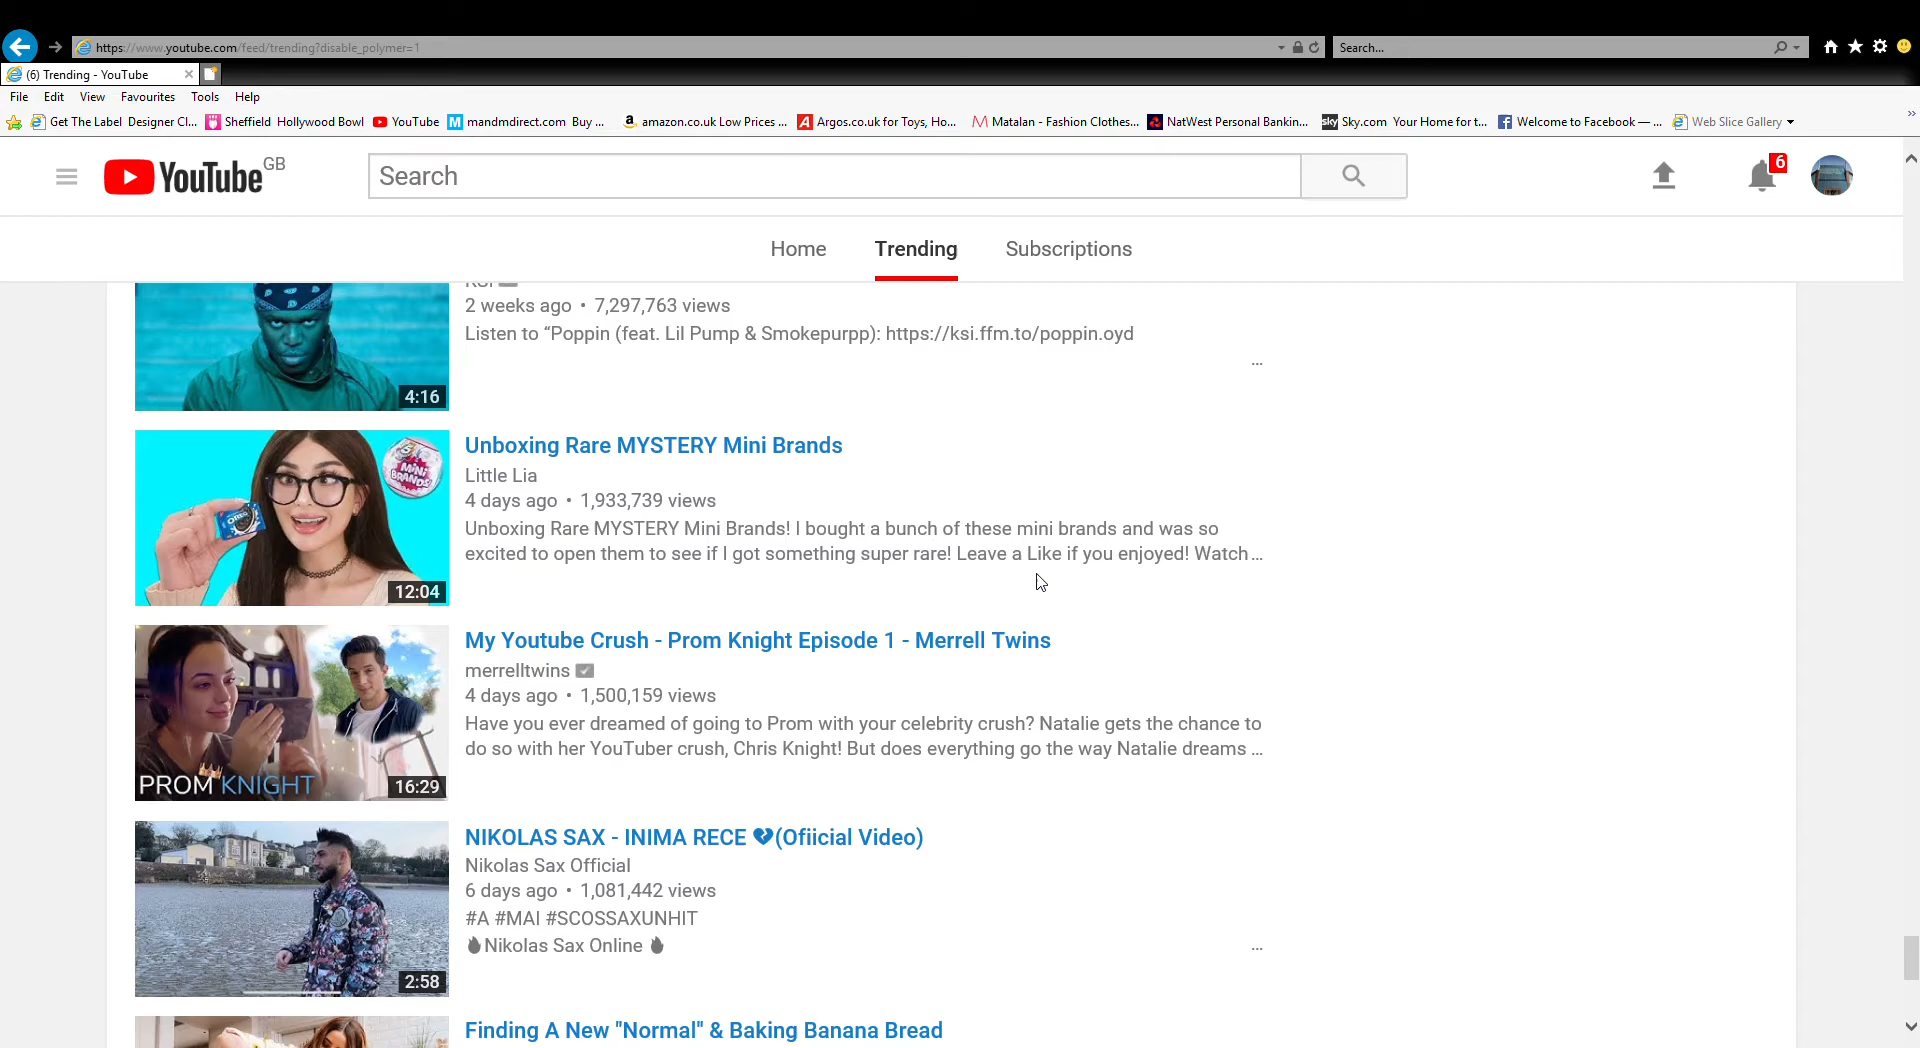 https://www.youtube.com/feed/trending?disable_polymer=1
Search...
(6) Trending - YouTube
File Edit View Favourites Tools Help
Get The Label Designer Cl... Sheffield Hollywood Bowl YouTube mandmdirect.com Buy ... amazon.co.uk Low Prices ... Argos.co.uk for Toys, Ho... Matalan - Fashion Clothes... NatWest Personal Bankin... sky Sky.com Your Home for t... Welcome to Facebook — ... Web Slice Gallery
YouTube GB
Search
6
Home Trending Subscriptions
2 weeks ago • 7,297,763 views
Listen to “Poppin (feat. Lil Pump & Smokepurpp): https://ksi.ffm.to/poppin.oyd
...
4:16
Unboxing Rare MYSTERY Mini Brands
Little Lia
4 days ago • 1,933,739 views
Unboxing Rare MYSTERY Mini Brands! I bought a bunch of these mini brands and was so
excited to open them to see if I got something super rare! Leave a Like if you enjoyed! Watch...
MINI
BRANDS
OREO
12:04
My Youtube Crush - Prom Knight Episode 1 - Merrell Twins
merrelltwins
4 days ago • 1,500,159 views
Have you ever dreamed of going to Prom with your celebrity crush? Natalie gets the chance to
do so with her YouTuber crush, Chris Knight! But does everything go the way Natalie dreams ...
PROM KNIGHT
16:29
NIKOLAS SAX - INIMA RECE 💔(Ofiicial Video)
Nikolas Sax Official
6 days ago • 1,081,442 views
#A #MAI #SCOSSAXUNHIT
🔥Nikolas Sax Online 🔥
...
2:58
Finding A New "Normal" & Baking Banana Bread